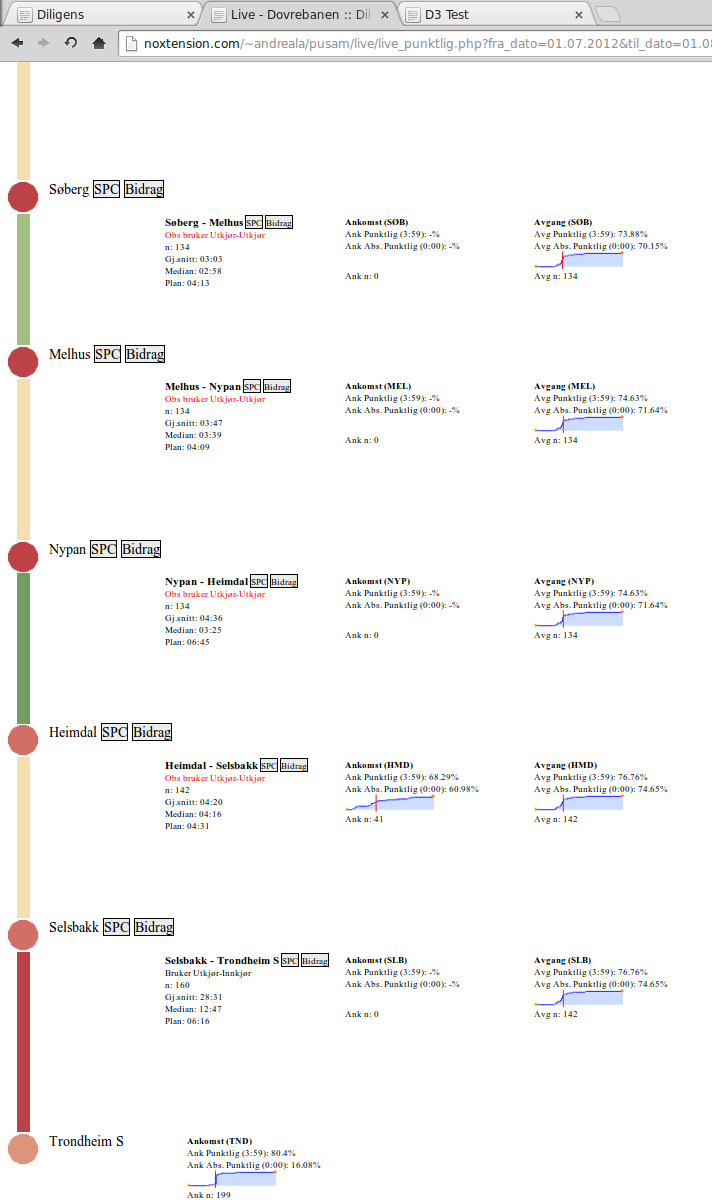 Diligens
Live - Dovrebanen :: Dil
D3 Test
noxtension.com/~andreala/pusam/live/live_punktlig.php?fra_dato=01.07.2012&til_dato=01.08
Søberg SPC Bidrag
Søberg - Melhus SPC Bidrag
Obs bruker Utkjør-Utkjør
n: 134
Gj.snitt: 03:03
Median: 02:58
Plan: 04:13
Ankomst (SØB)
Ank Punktlig (3:59): -%
Ank Abs. Punktlig (0:00): -%
Ank n: 0
Avgang (SØB)
Avg Punktlig (3:59): 73.88%
Avg Abs. Punktlig (0:00): 70.15%
Avg n: 134
Melhus SPC Bidrag
Melhus - Nypan SPC Bidrag
Obs bruker Utkjør-Utkjør
n: 134
Gj.snitt: 03:47
Median: 03:39
Plan: 04:09
Ankomst (MEL)
Ank Punktlig (3:59): -%
Ank Abs. Punktlig (0:00): -%
Ank n: 0
Avgang (MEL)
Avg Punktlig (3:59): 74.63%
Avg Abs. Punktlig (0:00): 71.64%
Avg n: 134
Nypan SPC Bidrag
Nypan - Heimdal SPC Bidrag
Obs bruker Utkjør-Utkjør
n: 134
Gj.snitt: 04:36
Median: 03:25
Plan: 06:45
Ankomst (NYP)
Ank Punktlig (3:59): -%
Ank Abs. Punktlig (0:00): -%
Ank n: 0
Avgang (NYP)
Avg Punktlig (3:59): 74.63%
Avg Abs. Punktlig (0:00): 71.64%
Avg n: 134
Heimdal SPC Bidrag
Heimdal - Selsbakk SPC Bidrag
Obs bruker Utkjør-Utkjør
n: 142
Gj.snitt: 04:20
Median: 04:16
Plan: 04:31
Ankomst (HMD)
Ank Punktlig (3:59): 68.29%
Ank Abs. Punktlig (0:00): 60.98%
Ank n: 41
Avgang (HMD)
Avg Punktlig (3:59): 76.76%
Avg Abs. Punktlig (0:00): 74.65%
Avg n: 142
Selsbakk SPC Bidrag
Selsbakk - Trondheim S SPC Bidrag
Bruker Utkjør-Innkjør
n: 160
Gj.snitt: 28:31
Median: 12:47
Plan: 06:16
Ankomst (SLB)
Ank Punktlig (3:59): -%
Ank Abs. Punktlig (0:00): -%
Ank n: 0
Avgang (SLB)
Avg Punktlig (3:59): 76.76%
Avg Abs. Punktlig (0:00): 74.65%
Avg n: 142
Trondheim S
Ankomst (TND)
Ank Punktlig (3:59): 80.4%
Ank Abs. Punktlig (0:00): 16.08%
Ank n: 199